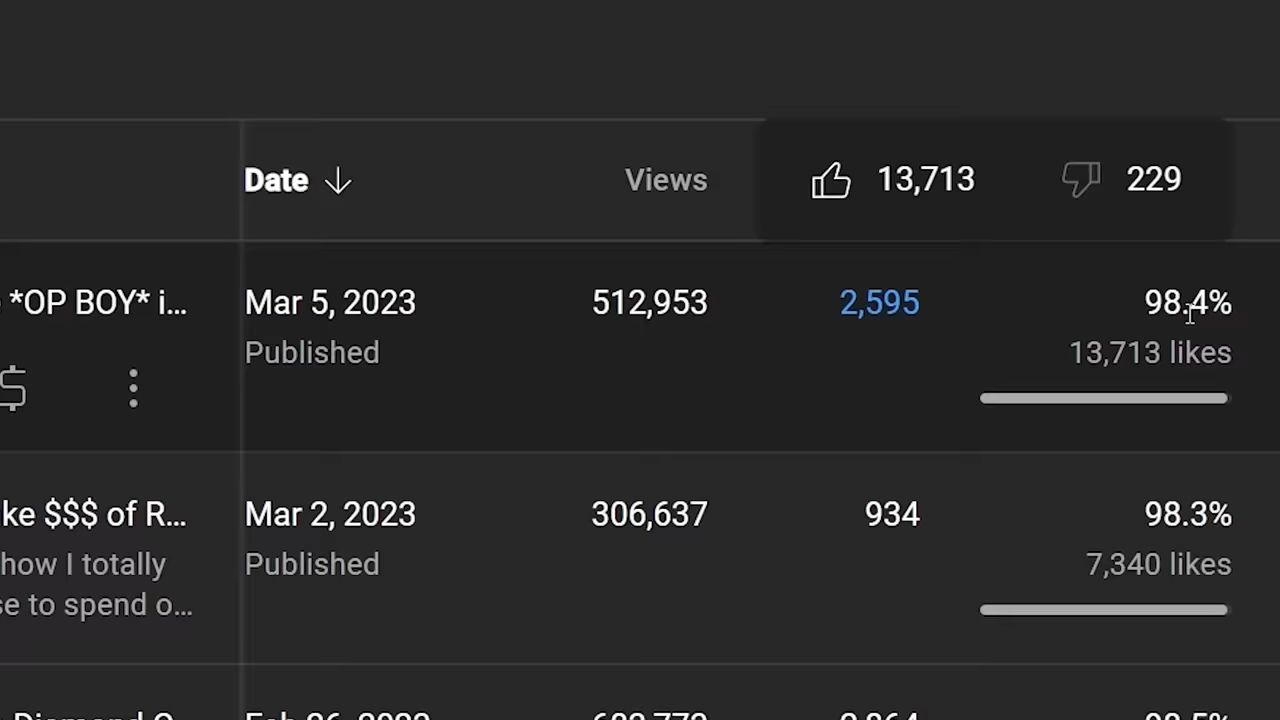 Date ↓ Views 13,713 229
*OP BOY* i... Mar 5, 2023 512,953 2,595 98.4%
Published 13,713 likes
$
ke $$$ of R... Mar 2, 2023 306,637 934 98.3%
how I totally Published 7,340 likes
se to spend o...